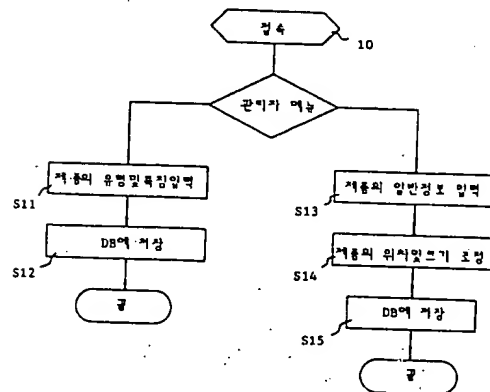 접속
10
관리자 메뉴
제품의 유형및특징입력
S11
DB에 저장
S12
끝
제품의 일반정보 입력
S13
제품의 위치및크기 조정
S14
DB에 저장
S15
끝